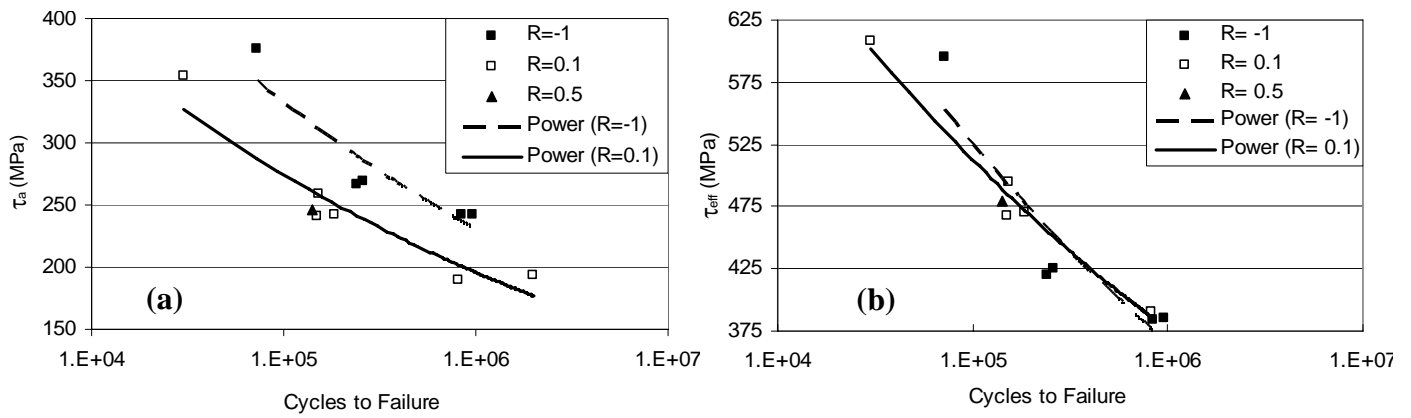 400
350
300
250
200
150
τa (MPa)
1.E+04
1.E+05
1.E+06
1.E+07
Cycles to Failure
(a)
R=-1
R=0.1
R=0.5
Power (R=-1)
Power (R=0.1)
625
575
525
475
425
375
τeff (MPa)
1.E+04
1.E+05
1.E+06
1.E+07
Cycles to Failure
(b)
R= -1
R= 0.1
R= 0.5
Power (R= -1)
Power (R= 0.1)